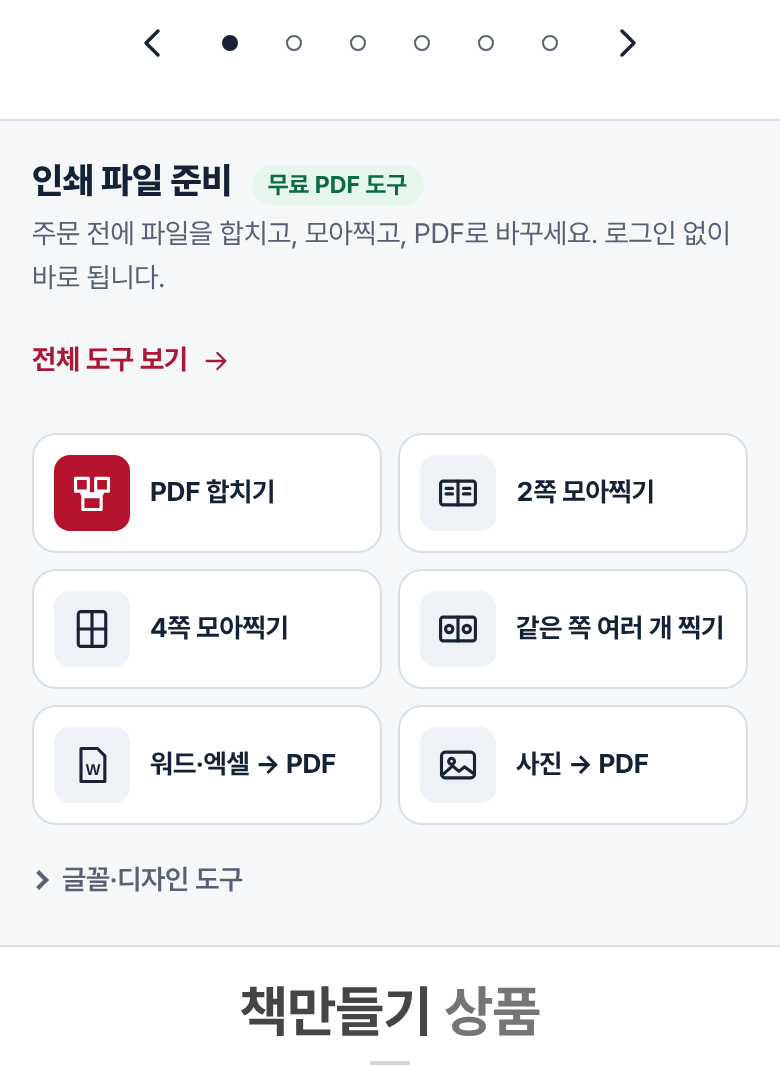 인쇄 파일 준비 무료 PDF 도구
주문 전에 파일을 합치고, 모아찍고, PDF로 바꾸세요. 로그인 없이
바로 됩니다.
전체 도구 보기 →
PDF 합치기
2쪽 모아찍기
4쪽 모아찍기
같은 쪽 여러 개 찍기
W
워드·엑셀 → PDF
사진 → PDF
글꼴·디자인 도구
책만들기 상품